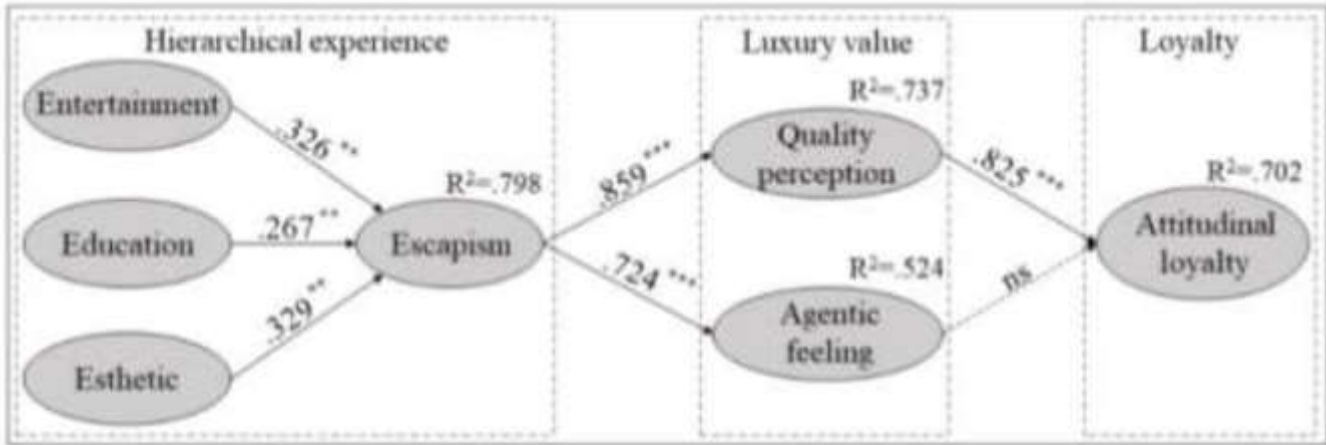 Hierarchical experience
Entertainment
.326 **
Education
.267 **
Esthetic
.329 **
R²=.798
Escapism
.859 ***
.724 ***
Luxury value
R²=.737
Quality
perception
R²=.524
Agentic
feeling
.825 ***
ns
Loyalty
R²=.702
Attitudinal
loyalty